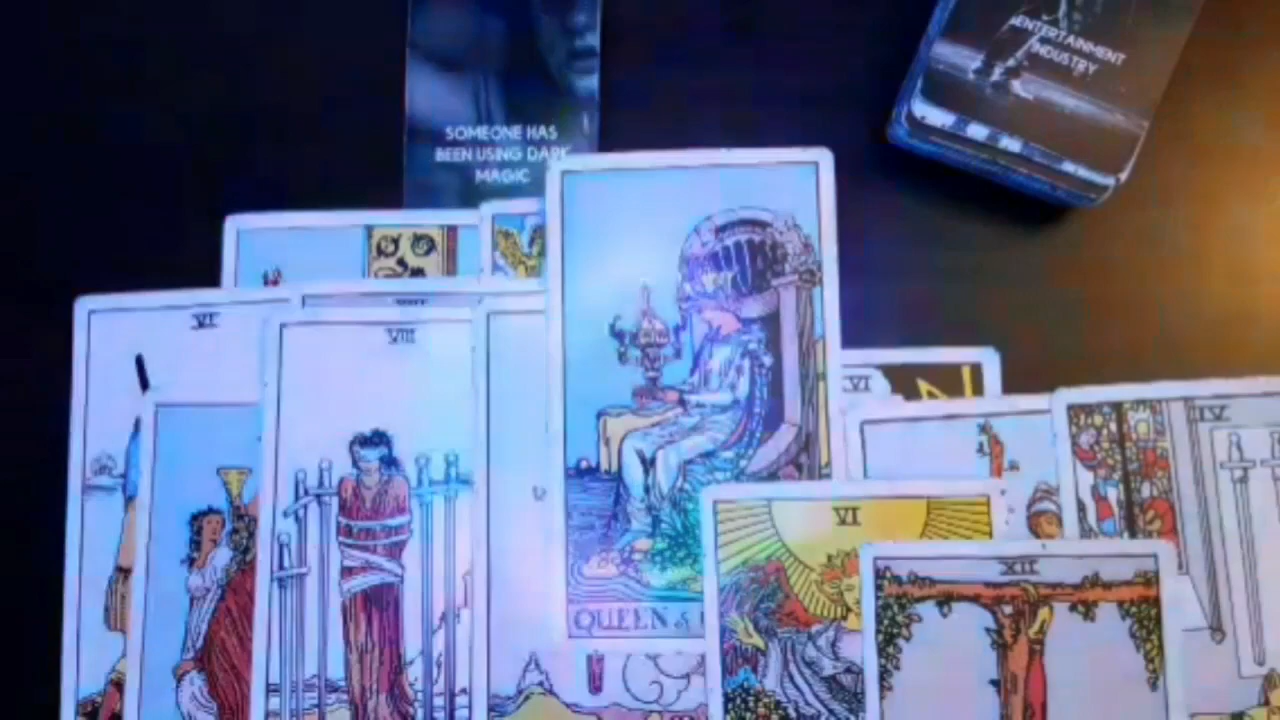 ENTERTAINMENT
INDUSTRY
SOMEONE HAS
BEEN USING DARK
MAGIC
VI
VIII
XVI
IV
VI
XII
QUEEN